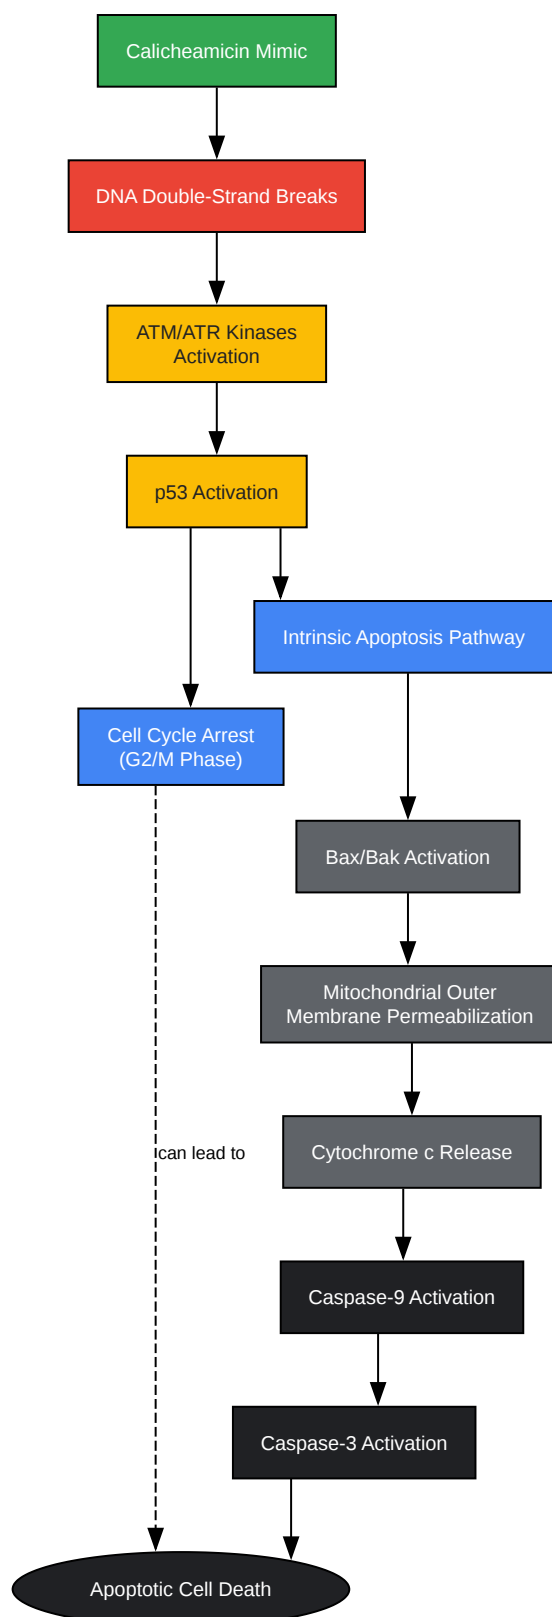 Calicheamicin Mimic
DNA Double-Strand Breaks
ATM/ATR Kinases
Activation
p53 Activation
Intrinsic Apoptosis Pathway
Cell Cycle Arrest
(G2/M Phase)
Bax/Bak Activation
Mitochondrial Outer
Membrane Permeabilization
Cytochrome c Release
can lead to
Caspase-9 Activation
Caspase-3 Activation
Apoptotic Cell Death